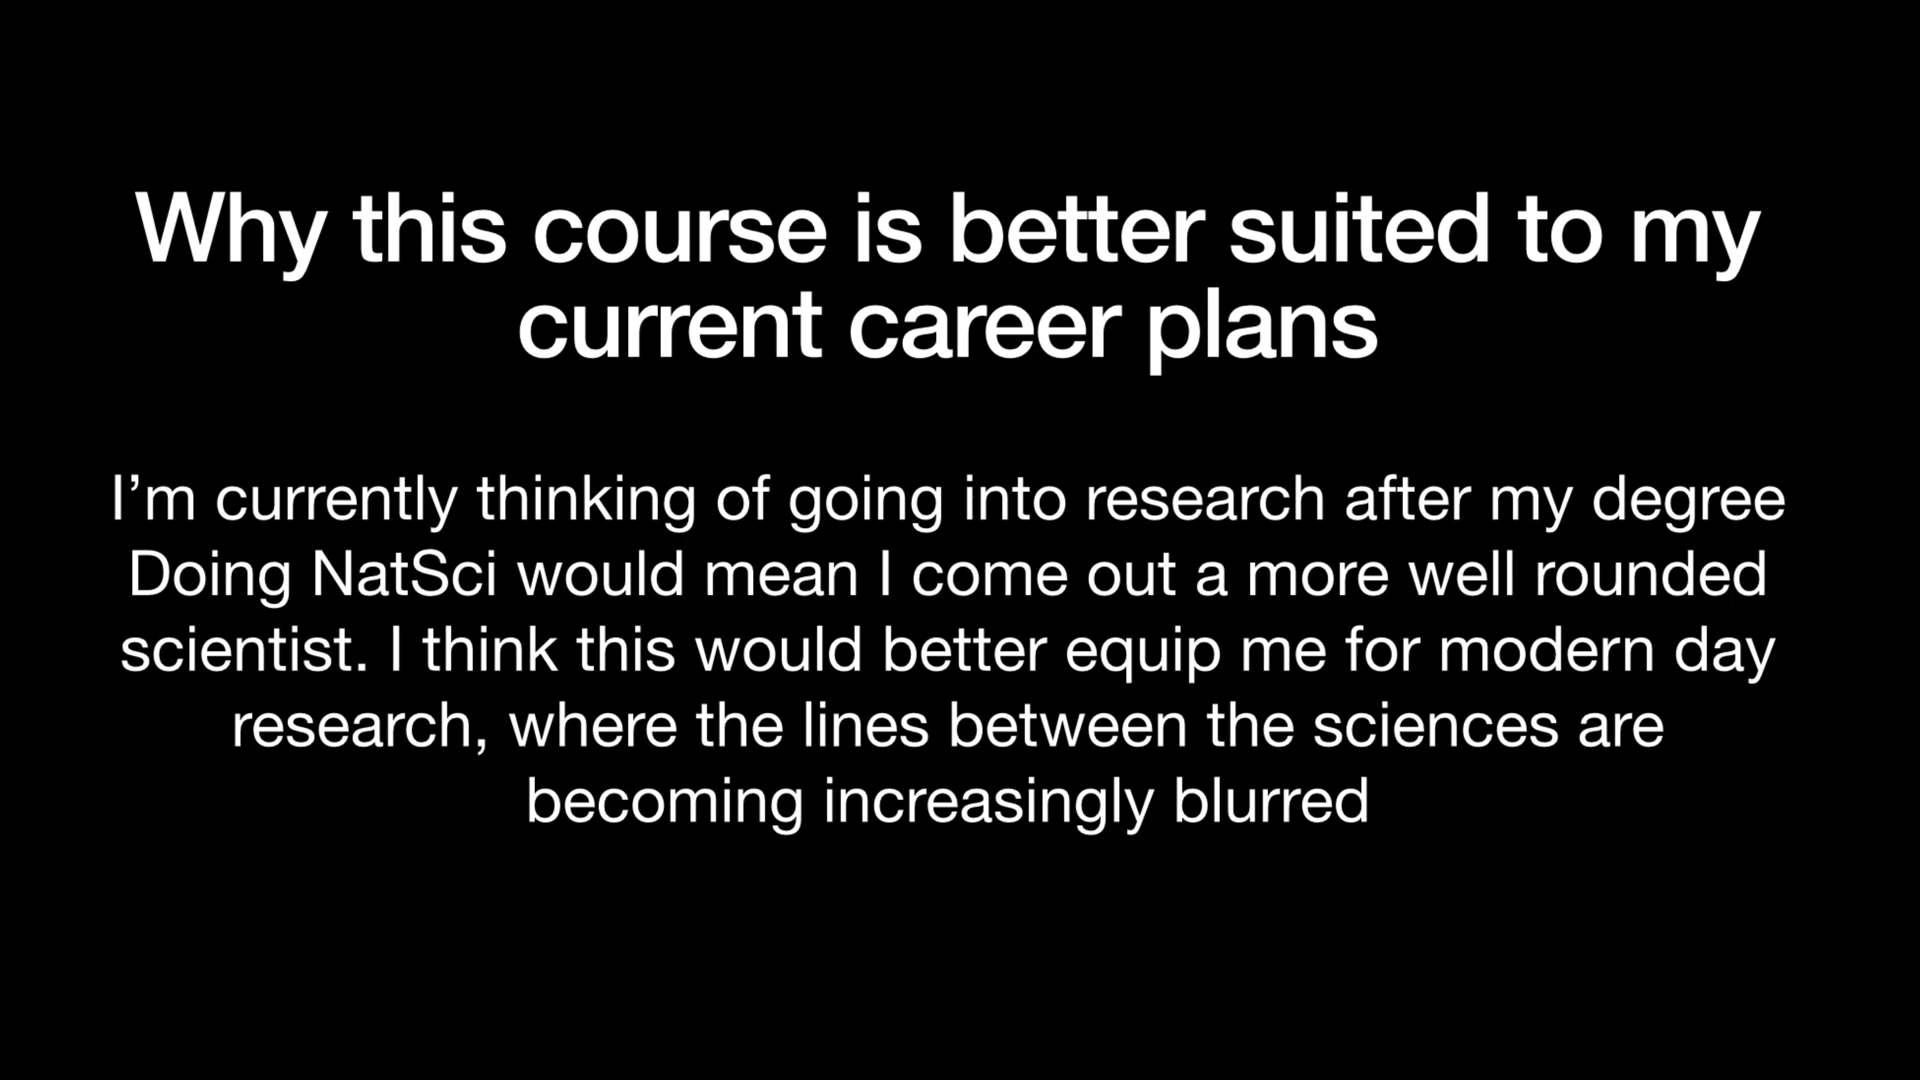 Why this course is better suited to my
current career plans
I’m currently thinking of going into research after my degree
Doing NatSci would mean I come out a more well rounded
scientist. I think this would better equip me for modern day
research, where the lines between the sciences are
becoming increasingly blurred